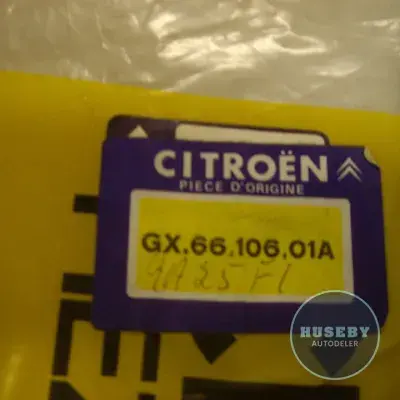 CITROËN
PIECE D'ORIGINE
GX.66.106.01A
HUSEBY
AUTODELER